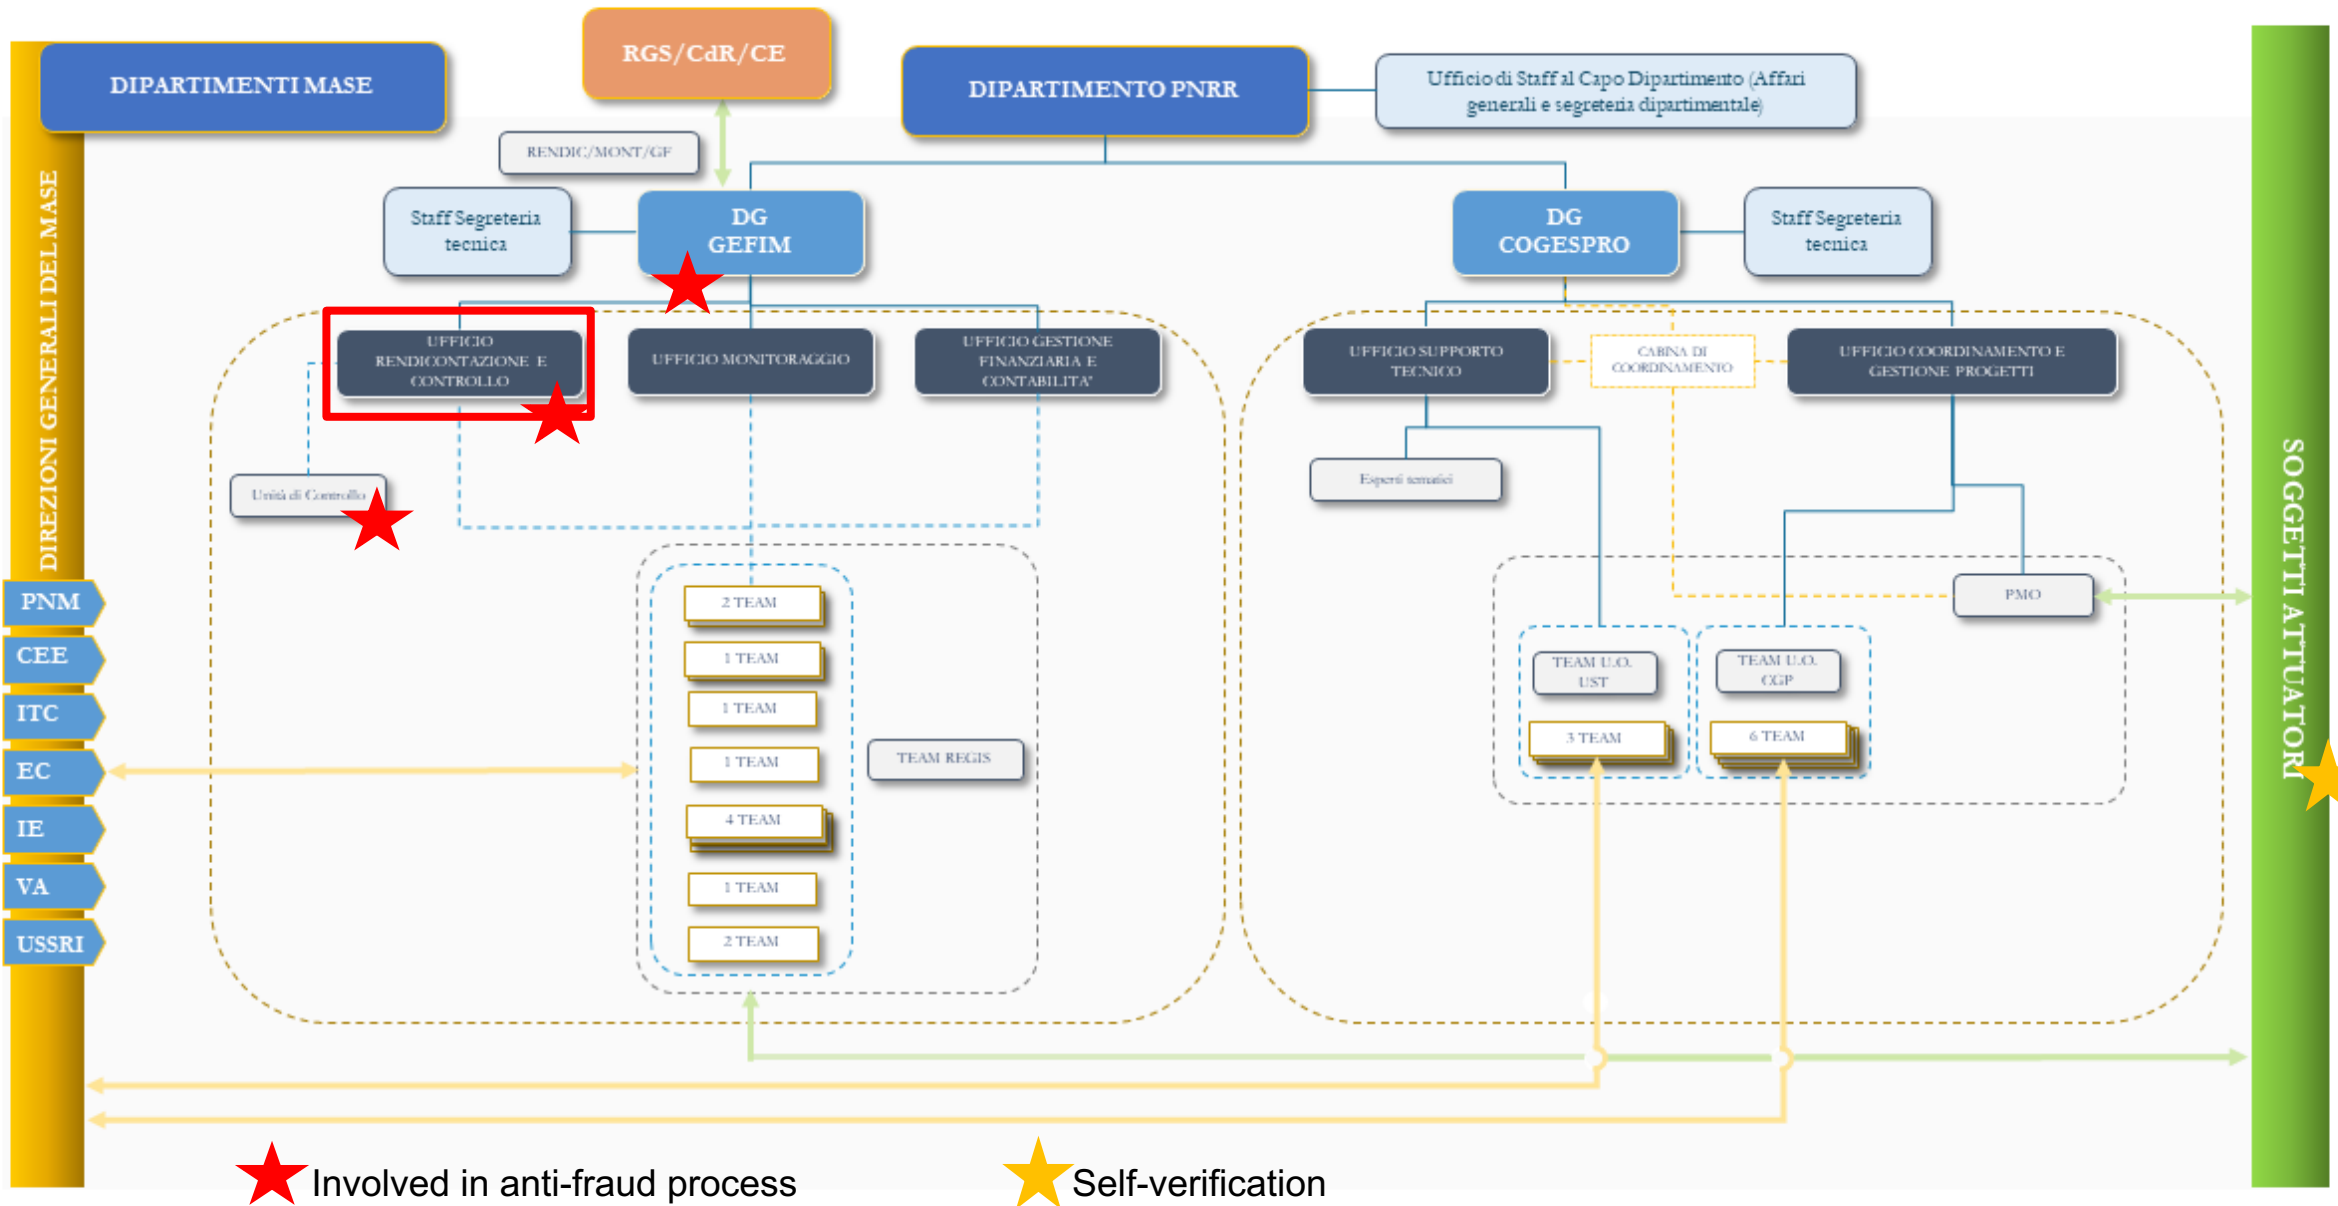 RGS/CdR/CE
DIPARTIMENTI MASE
DIPARTIMENTO PNRR
Ufficio di Staff al Capo Dipartimento (Affari
generali e segreteria dipartimentale)
RENDIC/MONT/GF
Staff Segreteria
tecnica
DG
GEFIM
DG
COGESPRO
Staff Segreteria
tecnica
DIREZIONI GENERALI DEL MASE
UFFICIO
RENDICONTAZIONE E
CONTROLLO
UFFICIO MONITORAGGIO
UFFICIO GESTIONE
FINANZIARIA E
CONTABILITA'
UFFICIO SUPPORTO
TECNICO
CABINA DI
COORDINAMENTO
UFFICIO COORDINAMENTO E
GESTIONE PROGETTI
Unità di Controllo
Esperti tematici
SOGGETTI ATTUATORI
PNM
CEE
ITC
EC
IE
VA
USSRI
2 TEAM
1 TEAM
1 TEAM
1 TEAM
4 TEAM
1 TEAM
2 TEAM
TEAM REGIS
PMO
TEAM U.O.
UST
TEAM U.O.
CGP
3 TEAM
6 TEAM
Involved in anti-fraud process
Self-verification